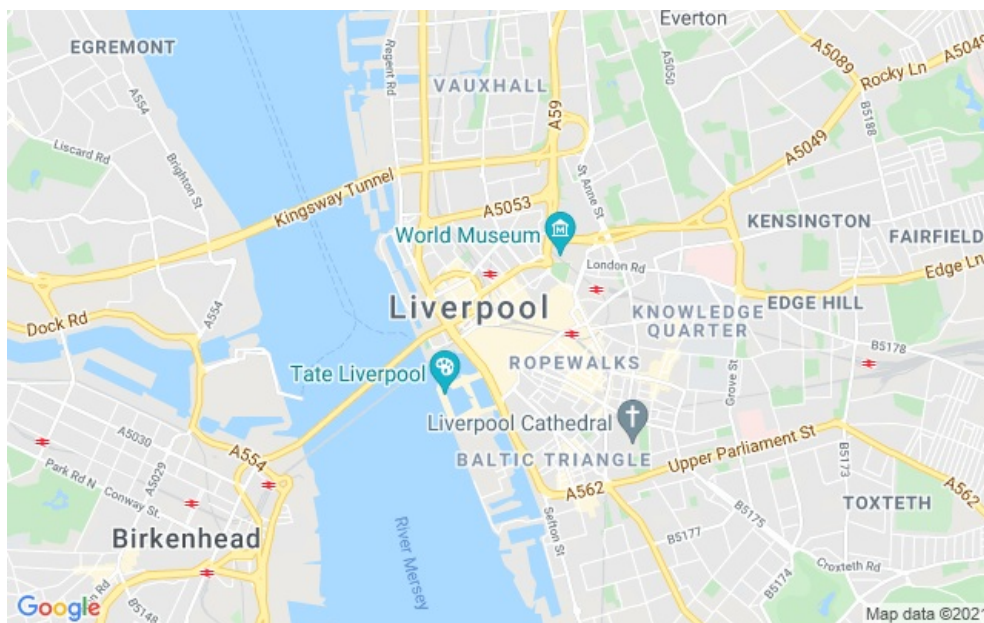 Everton
EGREMONT
A554
Regent Rd
VAUXHALL
A59
A5050
A5089
Rocky Ln
A5049
B5188
Liscard Rd
Brighton St
Kingsway Tunnel
A5053
St Anne St
A5049
World Museum
KENSINGTON
FAIRFIELD
London Rd
Edge Ln
Dock Rd
A554
Liverpool
KNOWLEDGE
QUARTER
EDGE HILL
B5178
Tate Liverpool
ROPEWALKS
Grove St
Liverpool Cathedral
A5030
BALTIC TRIANGLE
Upper Parliament St
B5173
A554
A5029
Park Rd N
Conway St.
A562
A562
TOXTETH
Sefton St
B5175
B5177
Birkenhead
River Mersey
Croxteth Rd
B5174
Rd
B5148
Google
Map data ©2021